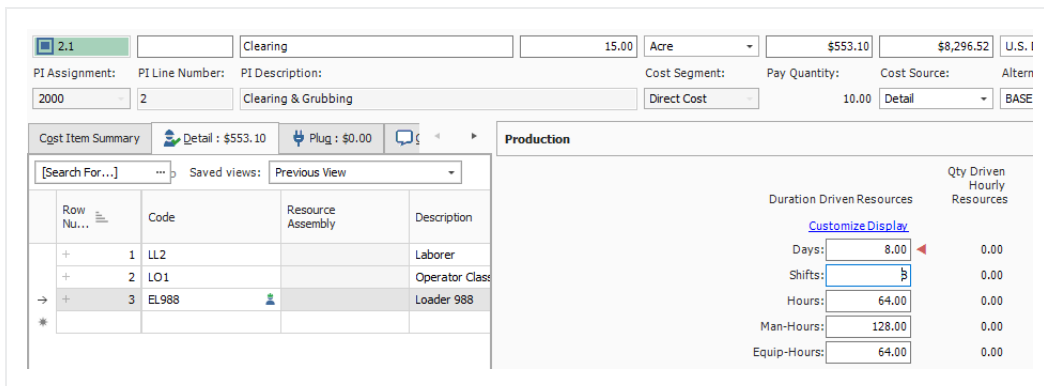 2.1 Clearing 15.00 Acre $553.10 $8,296.52 U.S.
PI Assignment: PI Line Number: PI Description: Cost Segment: Pay Quantity: Cost Source: Altern
2000 2 Clearing & Grubbing Direct Cost 10.00 Detail BASE
Cost Item Summary Detail : $553.10 Plug : $0.00 Production
[Search For...] ... Saved views: Previous View
Row Nu... Code Resource Assembly Description
1 LL2 Laborer
2 LO1 Operator Class
3 EL988 Loader 988
Duration Driven Resources
Qty Driven
Hourly
Resources
Customize Display
Days: 8.00 0.00
Shifts: 0.00
Hours: 64.00 0.00
Man-Hours: 128.00 0.00
Equip-Hours: 64.00 0.00